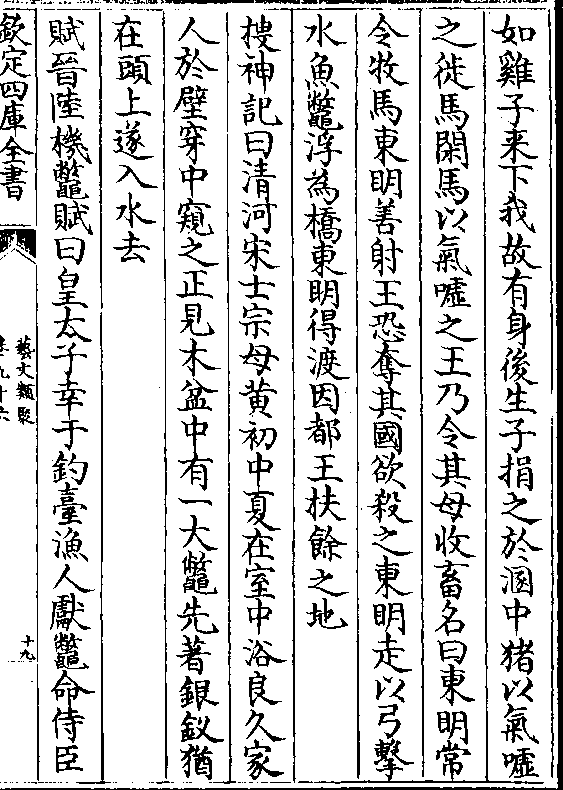 如雞子来下我故有身後生子捐之於溷中猪以氣噓
之徙馬閑馬以氣噓之王乃令其母收畜名曰東明常
令牧馬東明善射王恐奪其國欲殺之東明走以弓擊
水魚鼈浮為橋東明得渡因都王扶餘之地
搜神記曰清河宋士宗母黄初中夏在室中浴良久家
人於壁穿中窺之正見木盆中有一大鼈先著銀釵猶
在頭上遂入水去
賦晉陸機鼈賦曰皇太子幸于釣臺漁人獻鼈命侍臣
欽定四庫全書
藝文類聚
卷九十六
十九